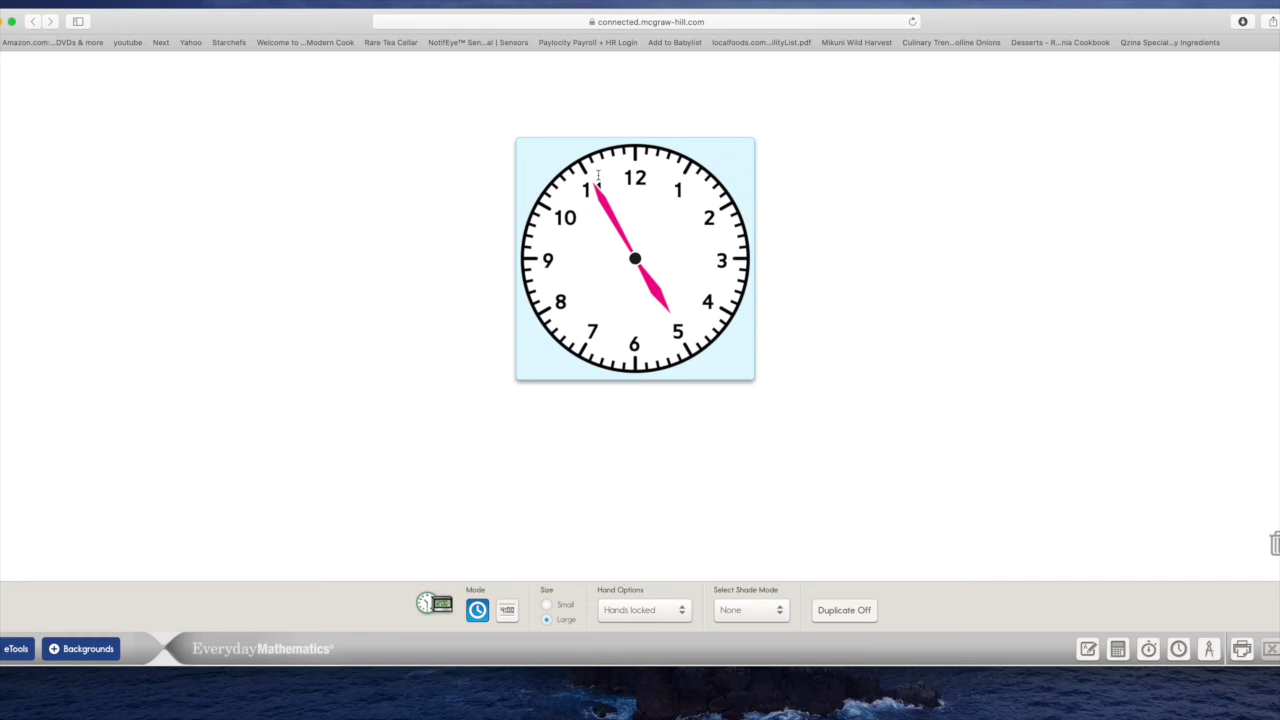 connected.mcgraw-hill.com
Amazon.com:...DVDs & more youtube Next Yahoo Starchefs Welcome to ...Modern Cook Rare Tea Cellar NotifEye™ Sen...al | Sensors Paylocity Payroll + HR Login Add to Babylist localfoods.com...ilityList.pdf Mikuni Wild Harvest Culinary Tren...olline Onions Desserts – R...nia Cookbook Qzina Special...y Ingredients
12
1
2
3
4
5
6
7
8
9
10
Mode
4:00
Size
Small
Large
Hand Options
Hands locked
Select Shade Mode
None
Duplicate Off
eTools
Backgrounds
EverydayMathematics®